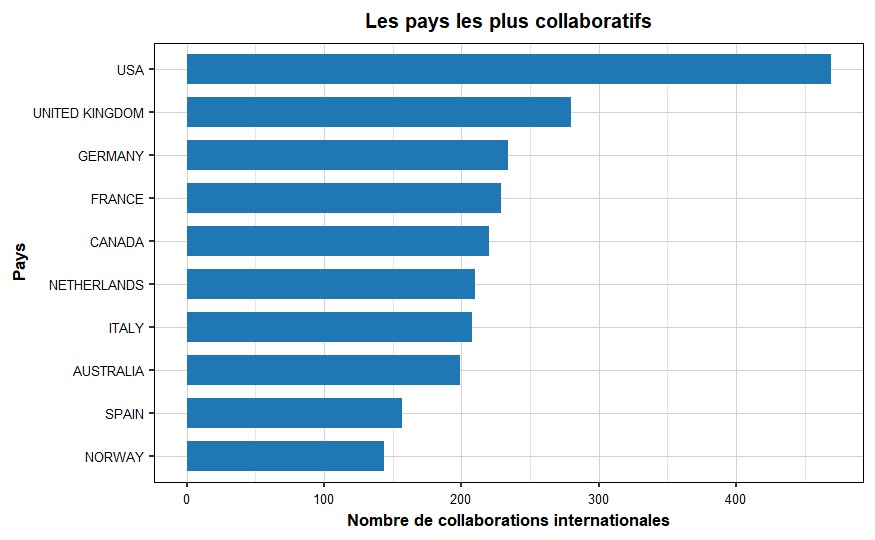 Les pays les plus collaboratifs
Pays
USA
UNITED KINGDOM
GERMANY
FRANCE
CANADA
NETHERLANDS
ITALY
AUSTRALIA
SPAIN
NORWAY
0 100 200 300 400
Nombre de collaborations internationales